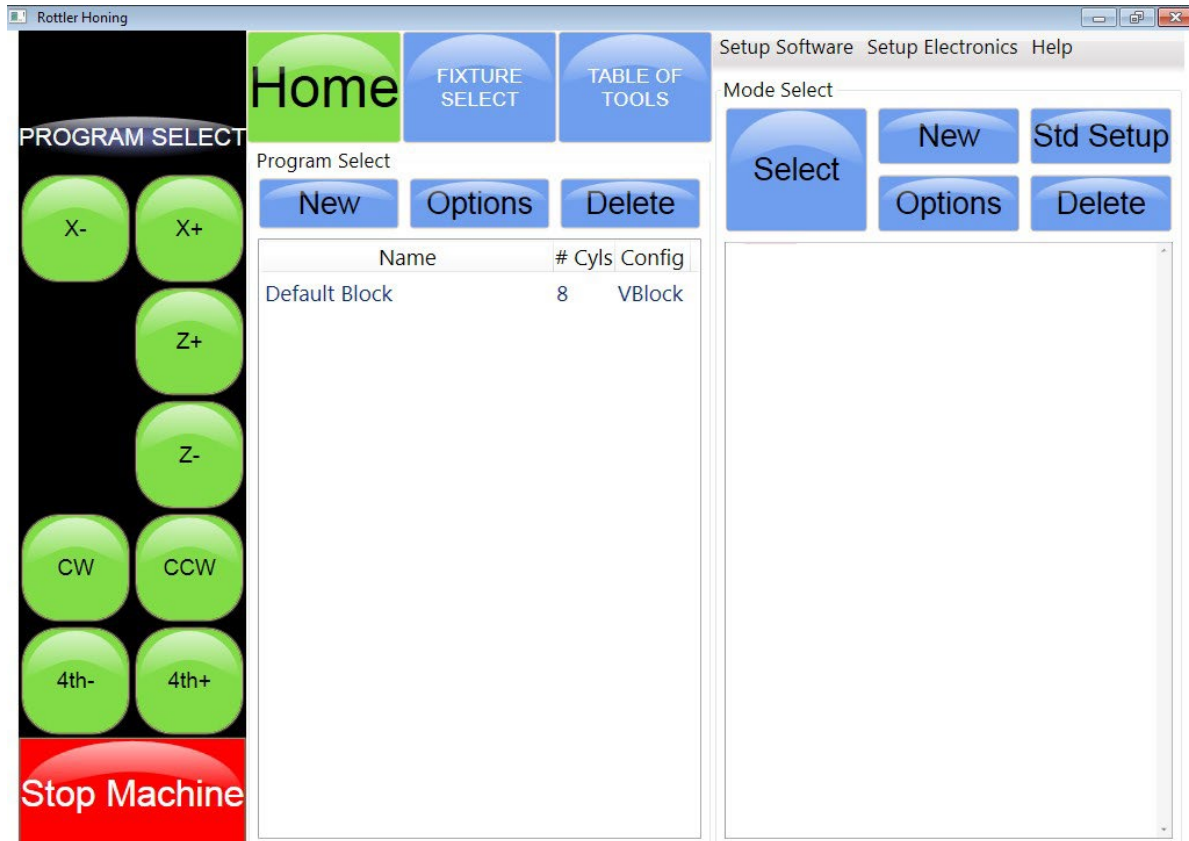 Rottler Honing
PROGRAM SELECT
X-
X+
Z+
Z-
CW
CCW
4th-
4th+
Stop Machine
Home
FIXTURE
SELECT
TABLE OF
TOOLS
Program Select
New
Options
Delete
Name # Cyls Config
Default Block 8 VBlock
Setup Software Setup Electronics Help
Mode Select
Select
New
Std Setup
Options
Delete